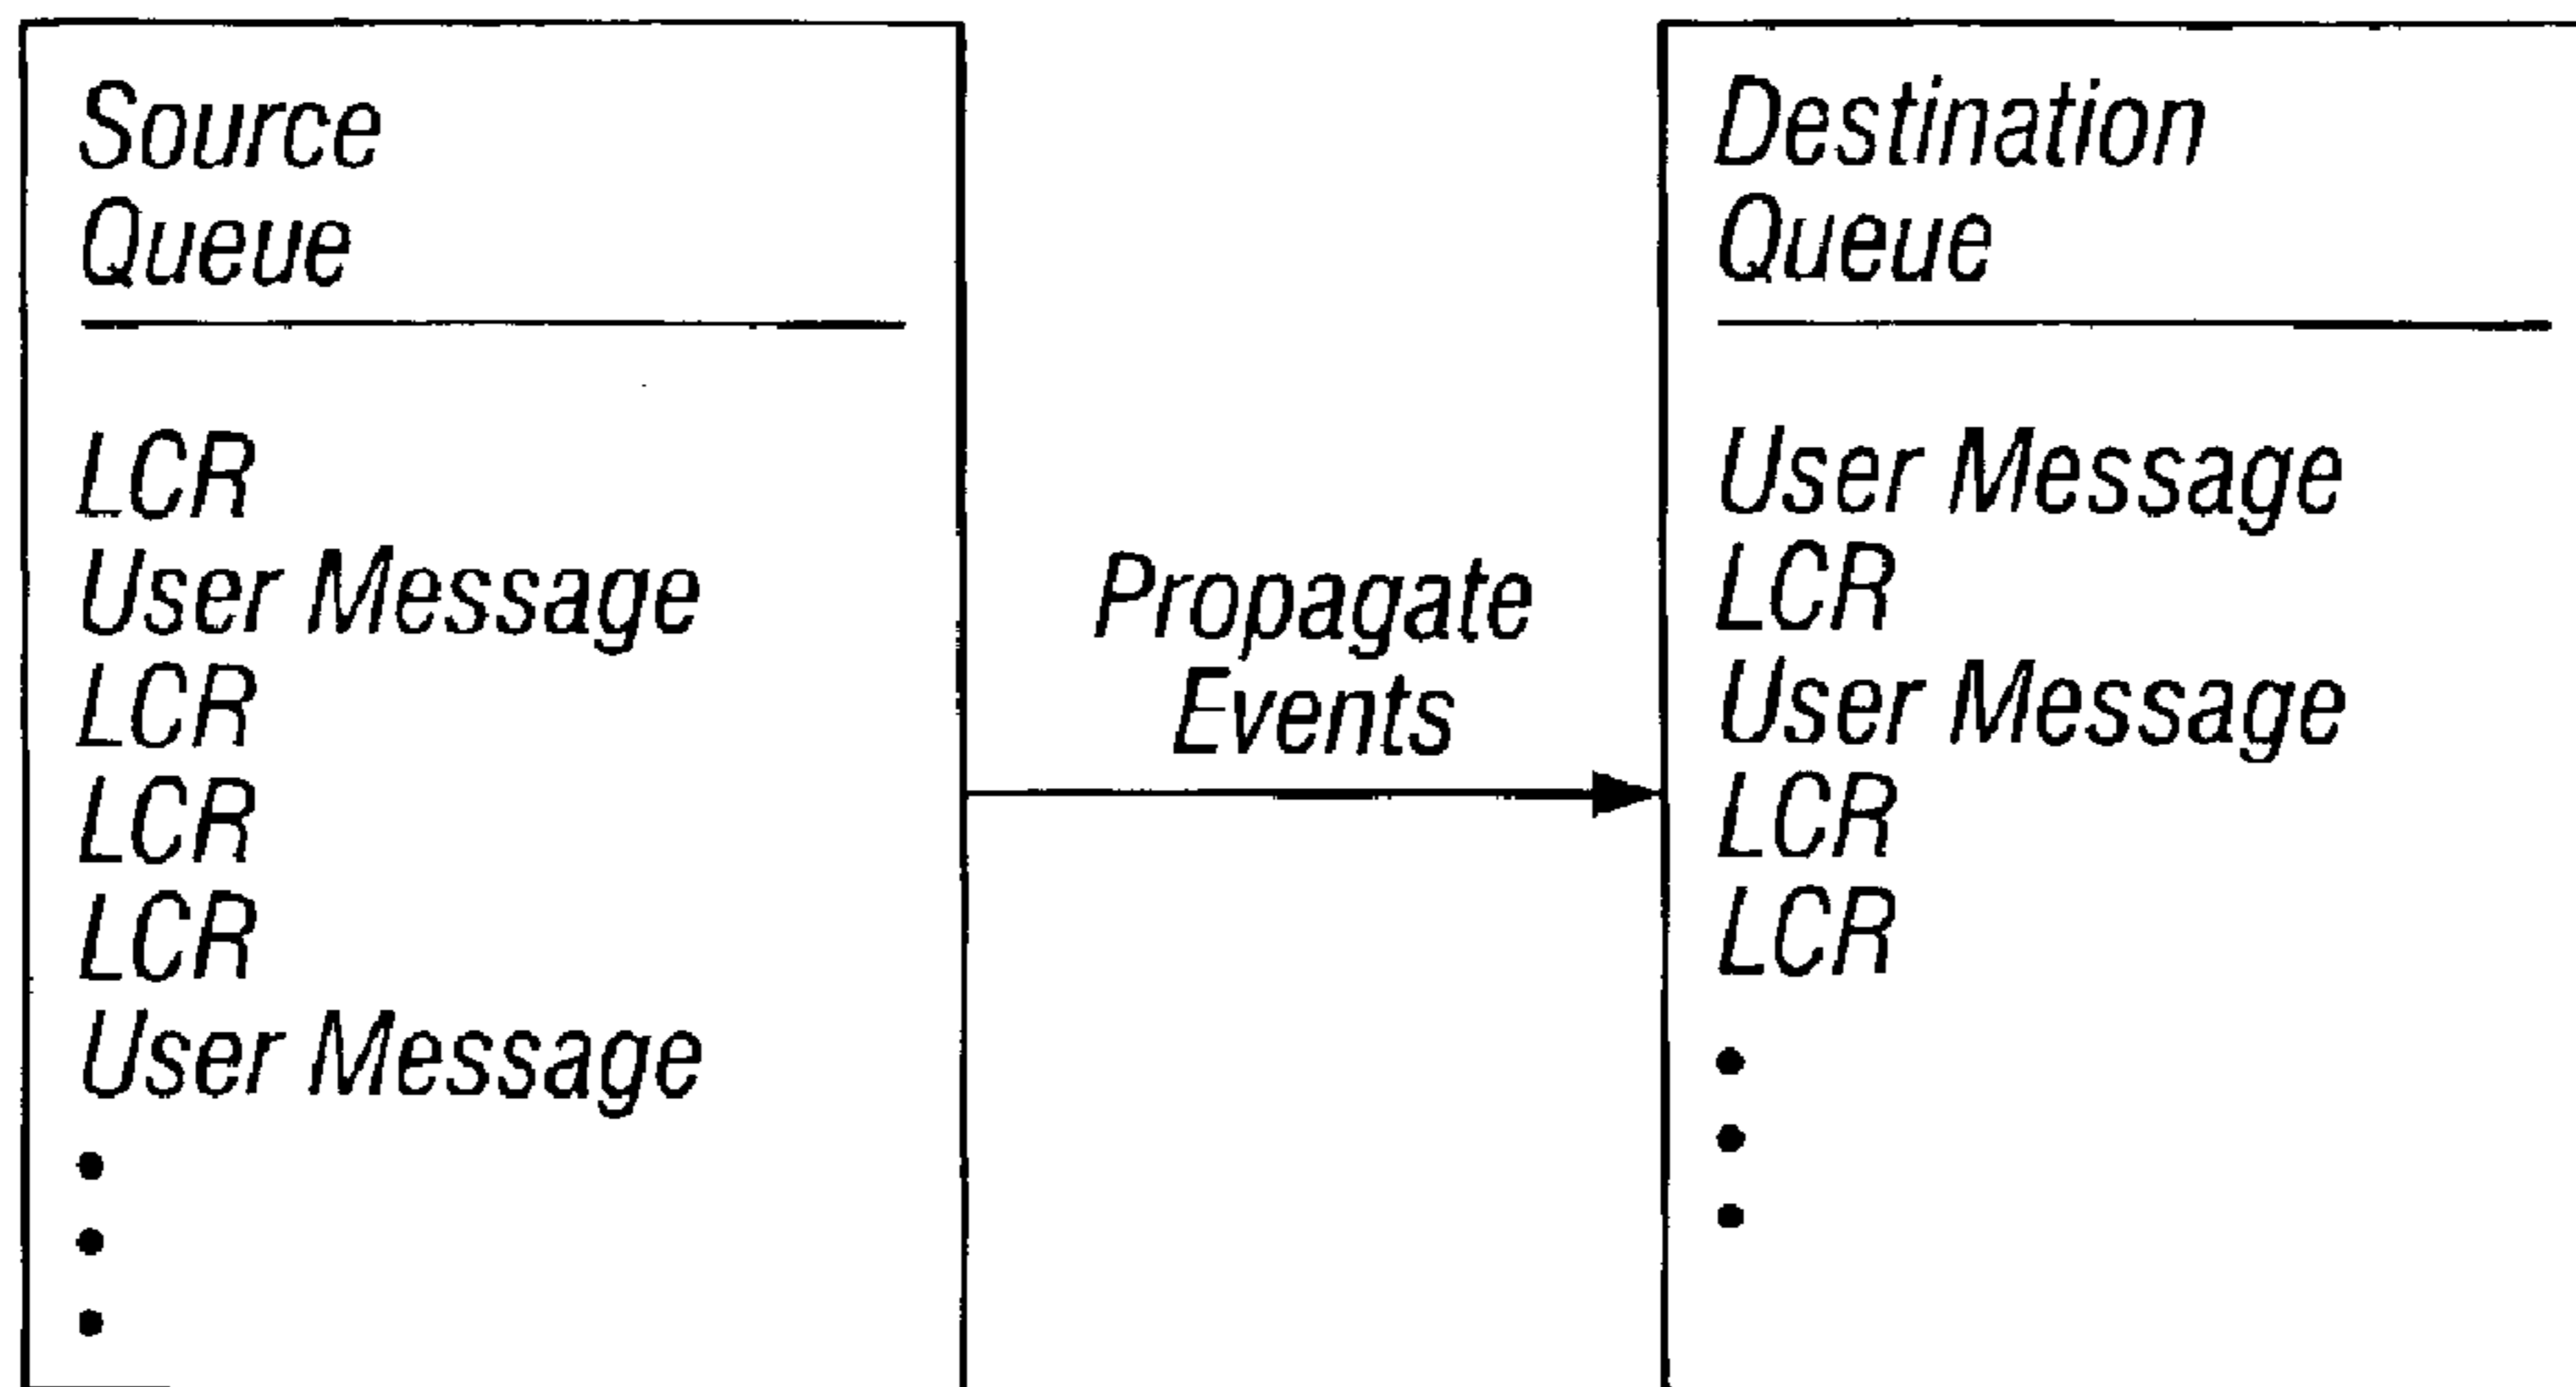 Source
Queue
LCR
User Message
LCR
LCR
LCR
User Message
Propagate
Events
Destination
Queue
User Message
LCR
User Message
LCR
LCR